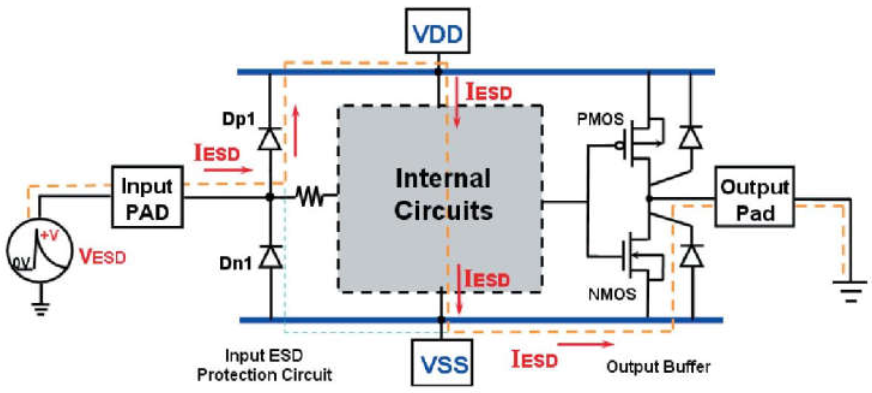 VDD
IESD
Dp1
PMOS
IESD
Input
PAD
Internal
Circuits
Output
Pad
+V
0V
VESD
Dn1
IESD
NMOS
Input ESD
Protection Circuit
VSS
IESD
Output Buffer